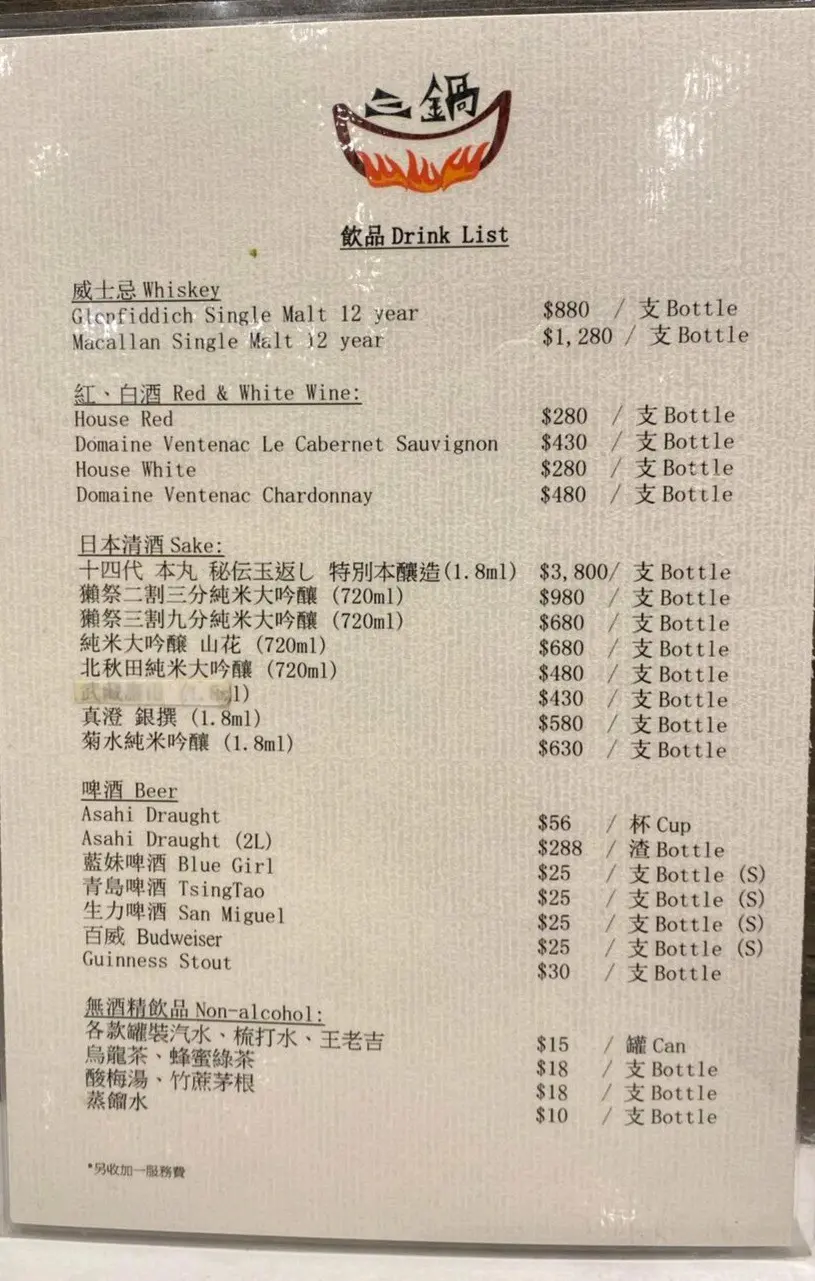 三鍋
飲品 Drink List
威士忌 Whiskey
Glenfiddich Single Malt 12 year $880 / 支 Bottle
Macallan Single Malt 12 year $1,280 / 支 Bottle
紅、白酒 Red & White Wine:
House Red $280 / 支 Bottle
Domaine Ventenac Le Cabernet Sauvignon $430 / 支 Bottle
House White $280 / 支 Bottle
Domaine Ventenac Chardonnay $480 / 支 Bottle
日本清酒 Sake:
十四代 本丸 秘伝玉返し 特別本釀造(1.8ml) $3,800/ 支 Bottle
獺祭二割三分純米大吟釀 (720ml) $980 / 支 Bottle
獺祭三割九分純米大吟釀 (720ml) $680 / 支 Bottle
純米大吟醸 山花 (720ml) $680 / 支 Bottle
北秋田純米大吟釀 (720ml) $480 / 支 Bottle
$430 / 支 Bottle
真澄 銀撰 (1.8ml) $580 / 支 Bottle
菊水純米吟釀 (1.8ml) $630 / 支 Bottle
啤酒 Beer
Asahi Draught $56 / 杯 Cup
Asahi Draught (2L) $288 / 渣 Bottle
藍妹啤酒 Blue Girl $25 / 支 Bottle (S)
青島啤酒 TsingTao $25 / 支 Bottle (S)
生力啤酒 San Miguel $25 / 支 Bottle (S)
百威 Budweiser $25 / 支 Bottle (S)
Guinness Stout $30 / 支 Bottle
無酒精飲品 Non-alcohol:
各款罐裝汽水、梳打水、王老吉 $15 / 罐 Can
烏龍茶、蜂蜜綠茶 $18 / 支 Bottle
酸梅湯、竹蔗茅根 $18 / 支 Bottle
蒸餾水 $10 / 支 Bottle
*另收加一服務費